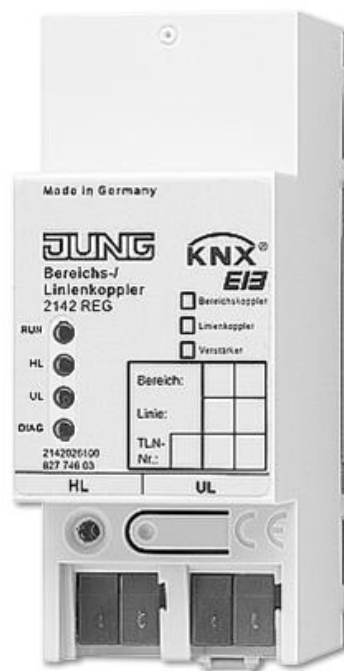 Made in Germany
JUNG
KNX®
EIB
Bereichs-/
Linienkoppler
2142 REG
Bereichskoppler
Linienkoppler
Verstärker
RUN
HL
UL
DIAG
Bereich:
Linie:
TLN-
Nr.:
2142026100
827 746 03
HL
UL
CE